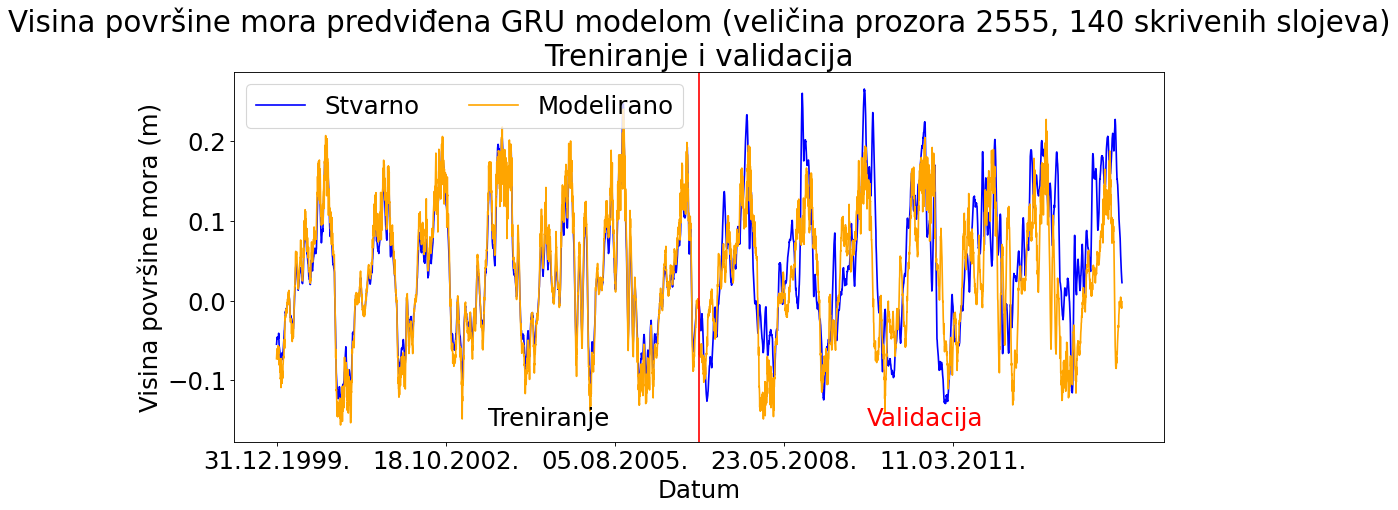 Visina površine mora predviđena GRU modelom (veličina prozora 2555, 140 skrivenih slojeva)
Treniranje i validacija
Stvarno
Modelirano
Visina površine mora (m)
0.2
0.1
0.0
−0.1
Treniranje
Validacija
31.12.1999.
18.10.2002.
05.08.2005.
23.05.2008.
11.03.2011.
Datum